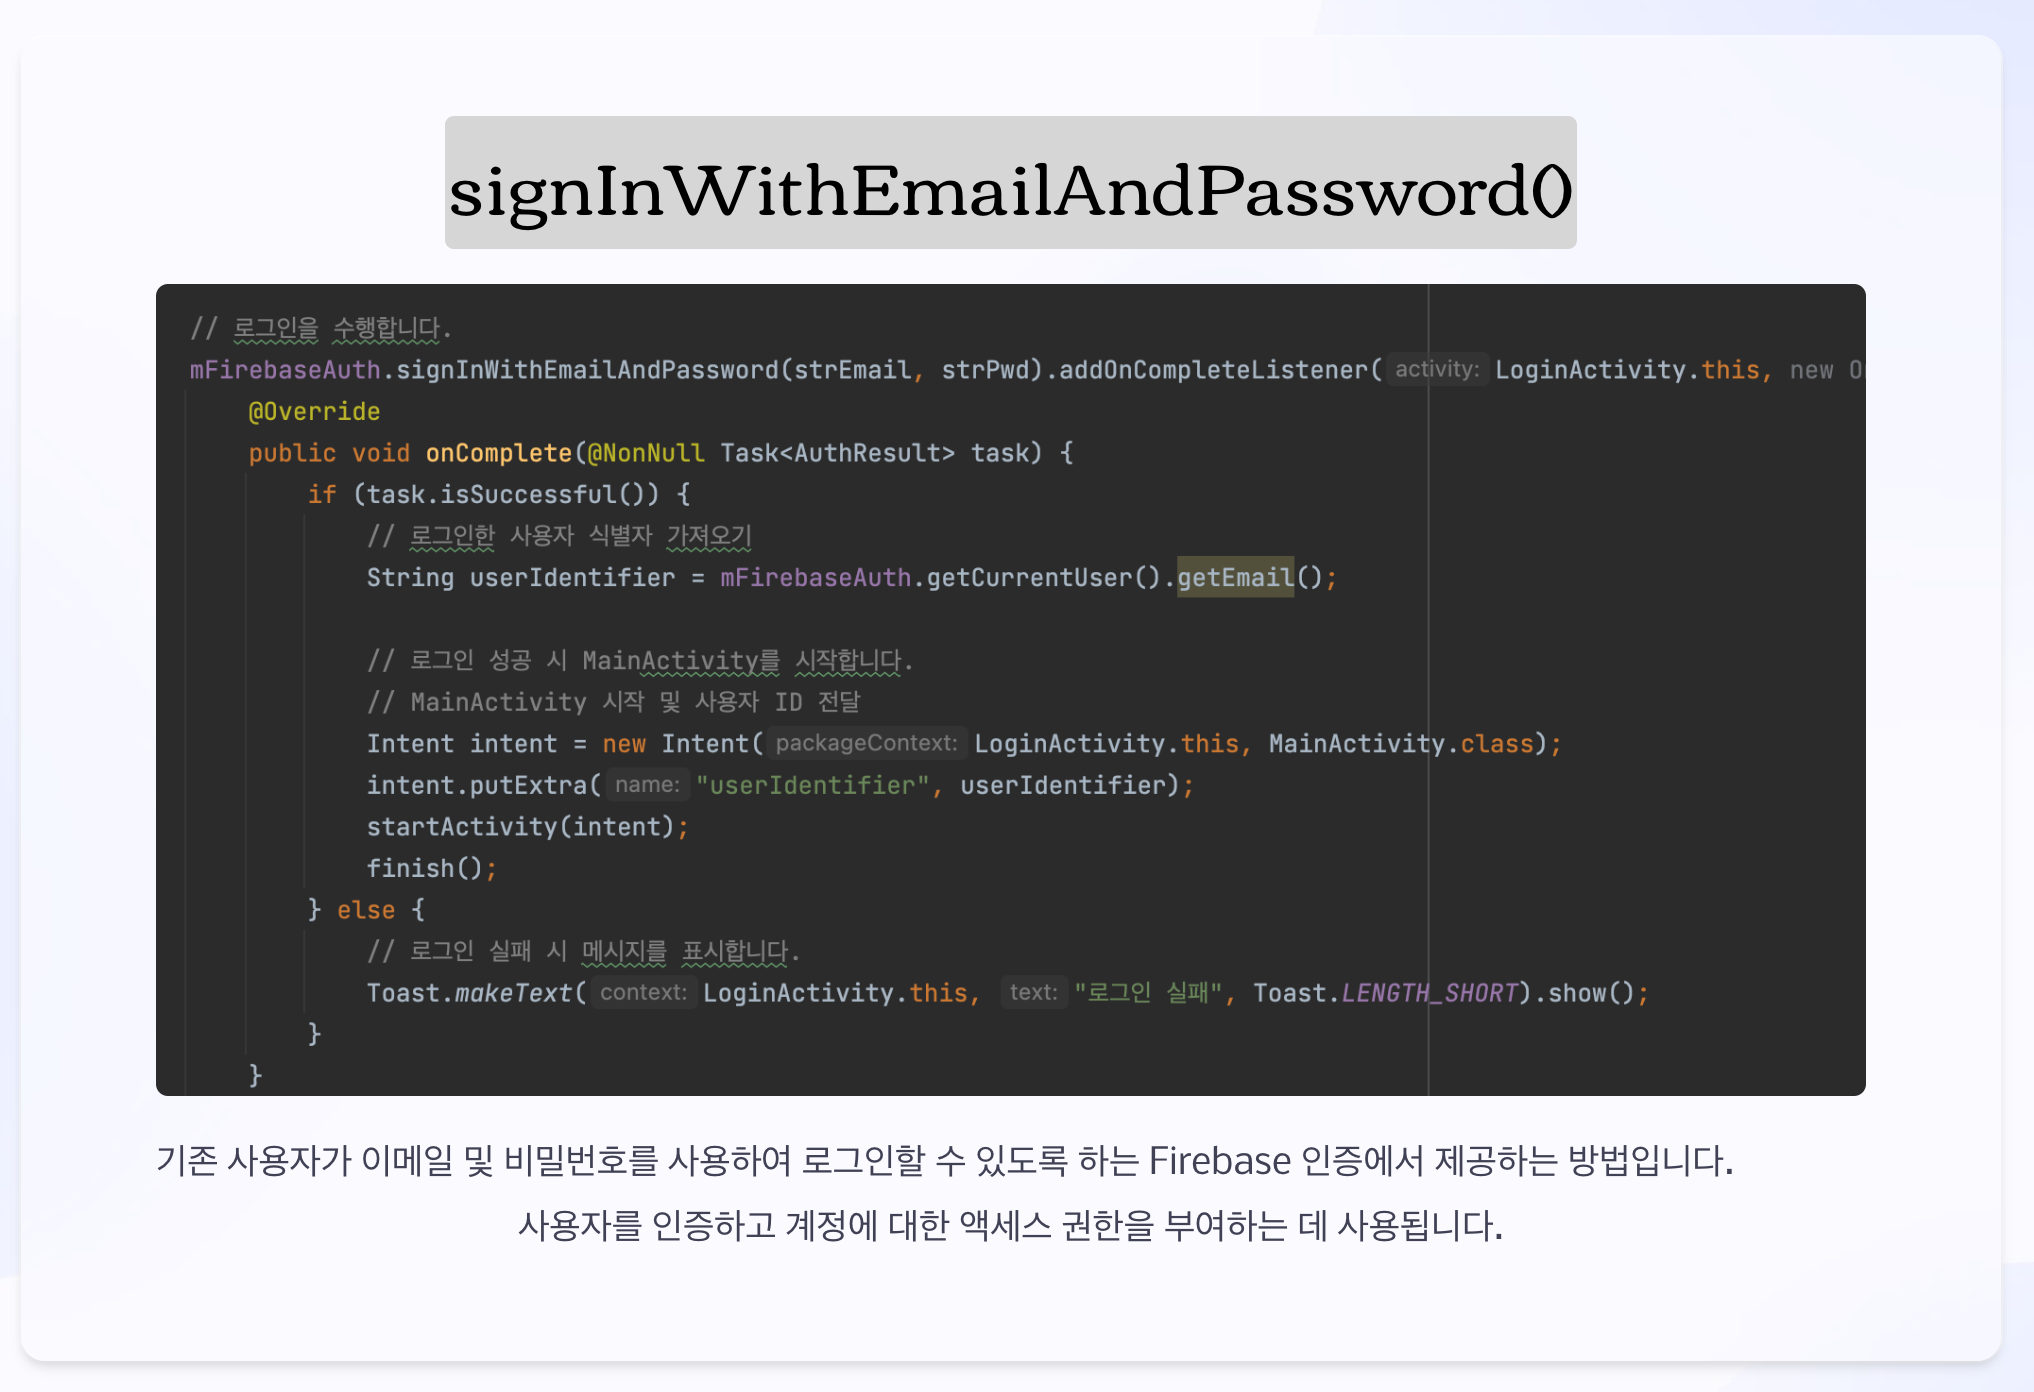 signInWithEmailAndPassword()
// 로그인을 수행합니다.
mFirebaseAuth.signInWithEmailAndPassword(strEmail, strPwd).addOnCompleteListener( activity: LoginActivity.this, new O
@Override
public void onComplete(@NonNull Task<AuthResult> task) {
if (task.isSuccessful()) {
// 로그인한 사용자 식별자 가져오기
String userIdentifier = mFirebaseAuth.getCurrentUser().getEmail();
// 로그인 성공 시 MainActivity를 시작합니다.
// MainActivity 시작 및 사용자 ID 전달
Intent intent = new Intent( packageContext: LoginActivity.this, MainActivity.class);
intent.putExtra( name: "userIdentifier", userIdentifier);
startActivity(intent);
finish();
} else {
// 로그인 실패 시 메시지를 표시합니다.
Toast.makeText( context: LoginActivity.this, text: "로그인 실패", Toast.LENGTH_SHORT).show();
}
}
기존 사용자가 이메일 및 비밀번호를 사용하여 로그인할 수 있도록 하는 Firebase 인증에서 제공하는 방법입니다.
사용자를 인증하고 계정에 대한 액세스 권한을 부여하는 데 사용됩니다.